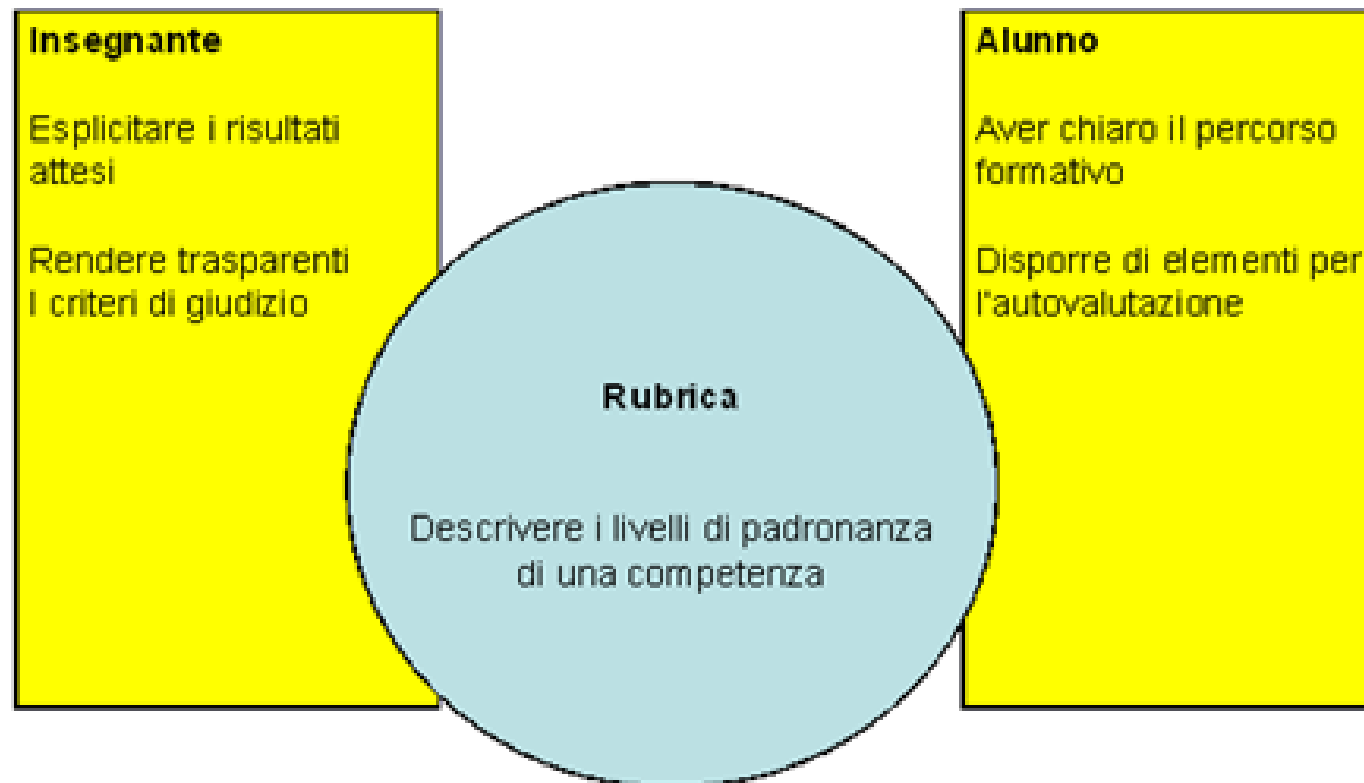 Insegnante
Esplicitare i risultati
attesi
Rendere trasparenti
I criteri di giudizio
Rubrica
Descrivere i livelli di padronanza
di una competenza
Alunno
Aver chiaro il percorso
formativo
Disporre di elementi per
l'autovalutazione